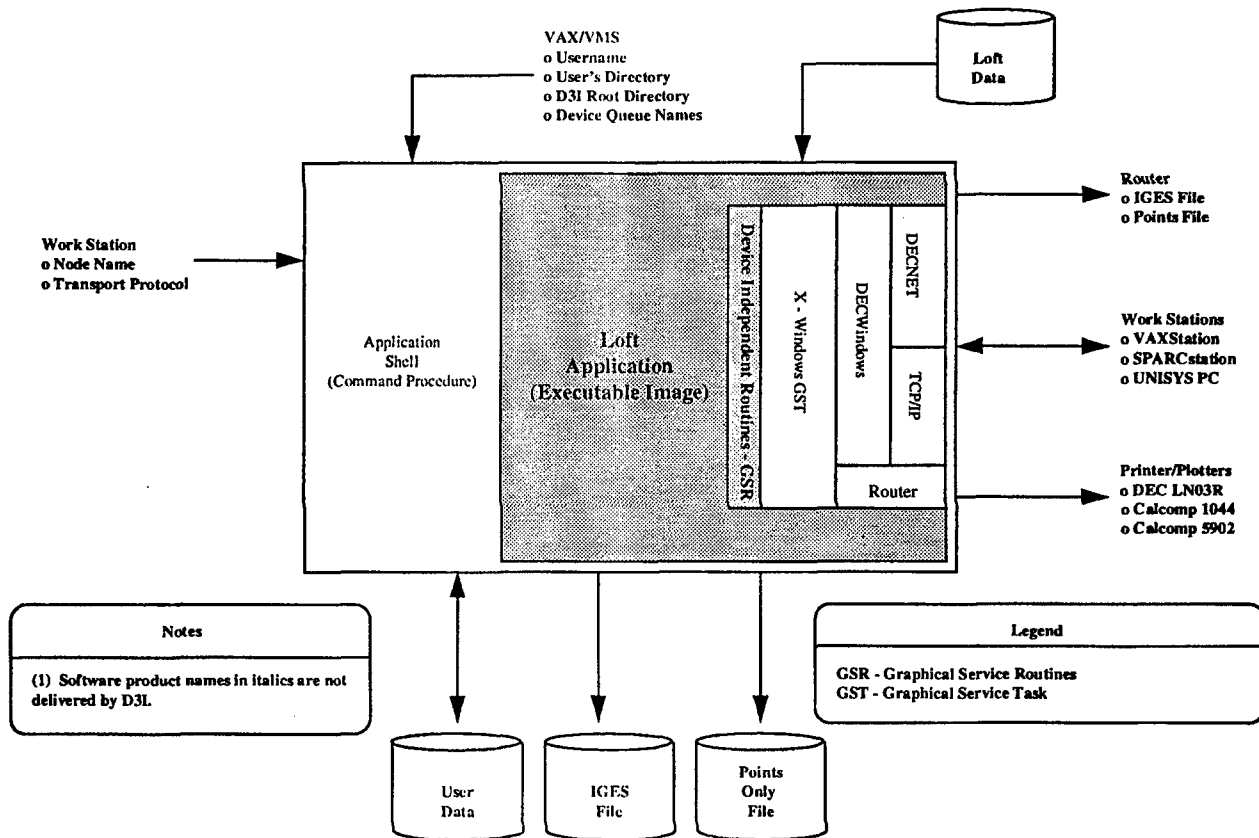 VAX/VMS
o Username
o User's Directory
o D3I Root Directory
o Device Queue Names
Loft
Data
Router
o IGES File
o Points File
Work Station
o Node Name
o Transport Protocol
Application
Shell
(Command Procedure)
Loft
Application
(Executable Image)
Device Independent Routines - GSR
X - Windows GST
DECWindows
DECNET
TCP/IP
Router
Work Stations
o VAXStation
o SPARCstation
o UNISYS PC
Printer/Plotters
o DEC LN03R
o Calcomp 1044
o Calcomp 5902
Notes
(1) Software product names in italics are not
delivered by D3I.
Legend
GSR - Graphical Service Routines
GST - Graphical Service Task
User
Data
IGES
File
Points
Only
File